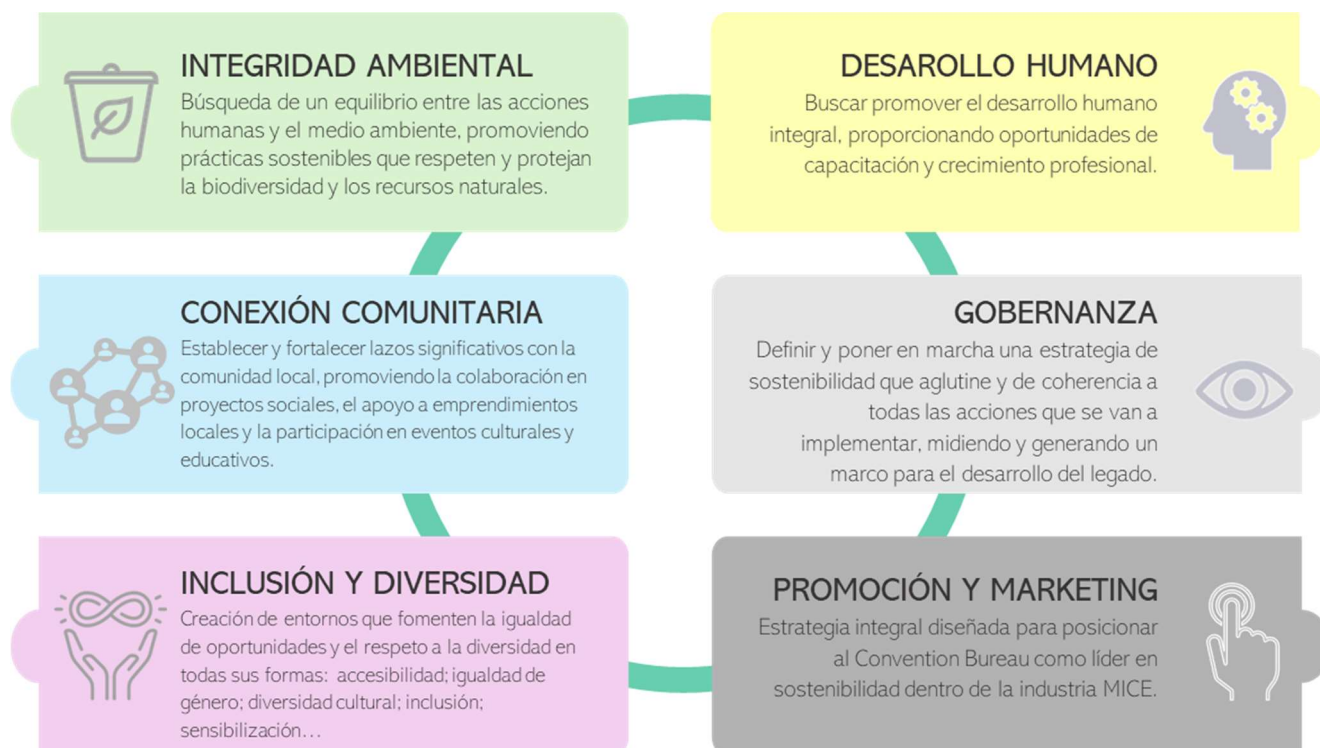 INTEGRIDAD AMBIENTAL
Búsqueda de un equilibrio entre las acciones
humanas y el medio ambiente, promoviendo
prácticas sostenibles que respeten y protejan
la biodiversidad y los recursos naturales.
DESAROLLO HUMANO
Buscar promover el desarrollo humano
integral, proporcionando oportunidades de
capacitación y crecimiento profesional.
CONEXIÓN COMUNITARIA
Establecer y fortalecer lazos significativos con la
comunidad local, promoviendo la colaboración en
proyectos sociales, el apoyo a emprendimientos
locales y la participación en eventos culturales y
educativos.
GOBERNANZA
Definir y poner en marcha una estrategia de
sostenibilidad que aglutine y de coherencia a
todas las acciones que se van a
implementar, midiendo y generando un
marco para el desarrollo del legado.
INCLUSIÓN Y DIVERSIDAD
Creación de entornos que fomenten la igualdad
de oportunidades y el respeto a la diversidad en
todas sus formas: accesibilidad; igualdad de
género; diversidad cultural; inclusión;
sensibilización…
PROMOCIÓN Y MARKETING
Estrategia integral diseñada para posicionar
al Convention Bureau como líder en
sostenibilidad dentro de la industria MICE.